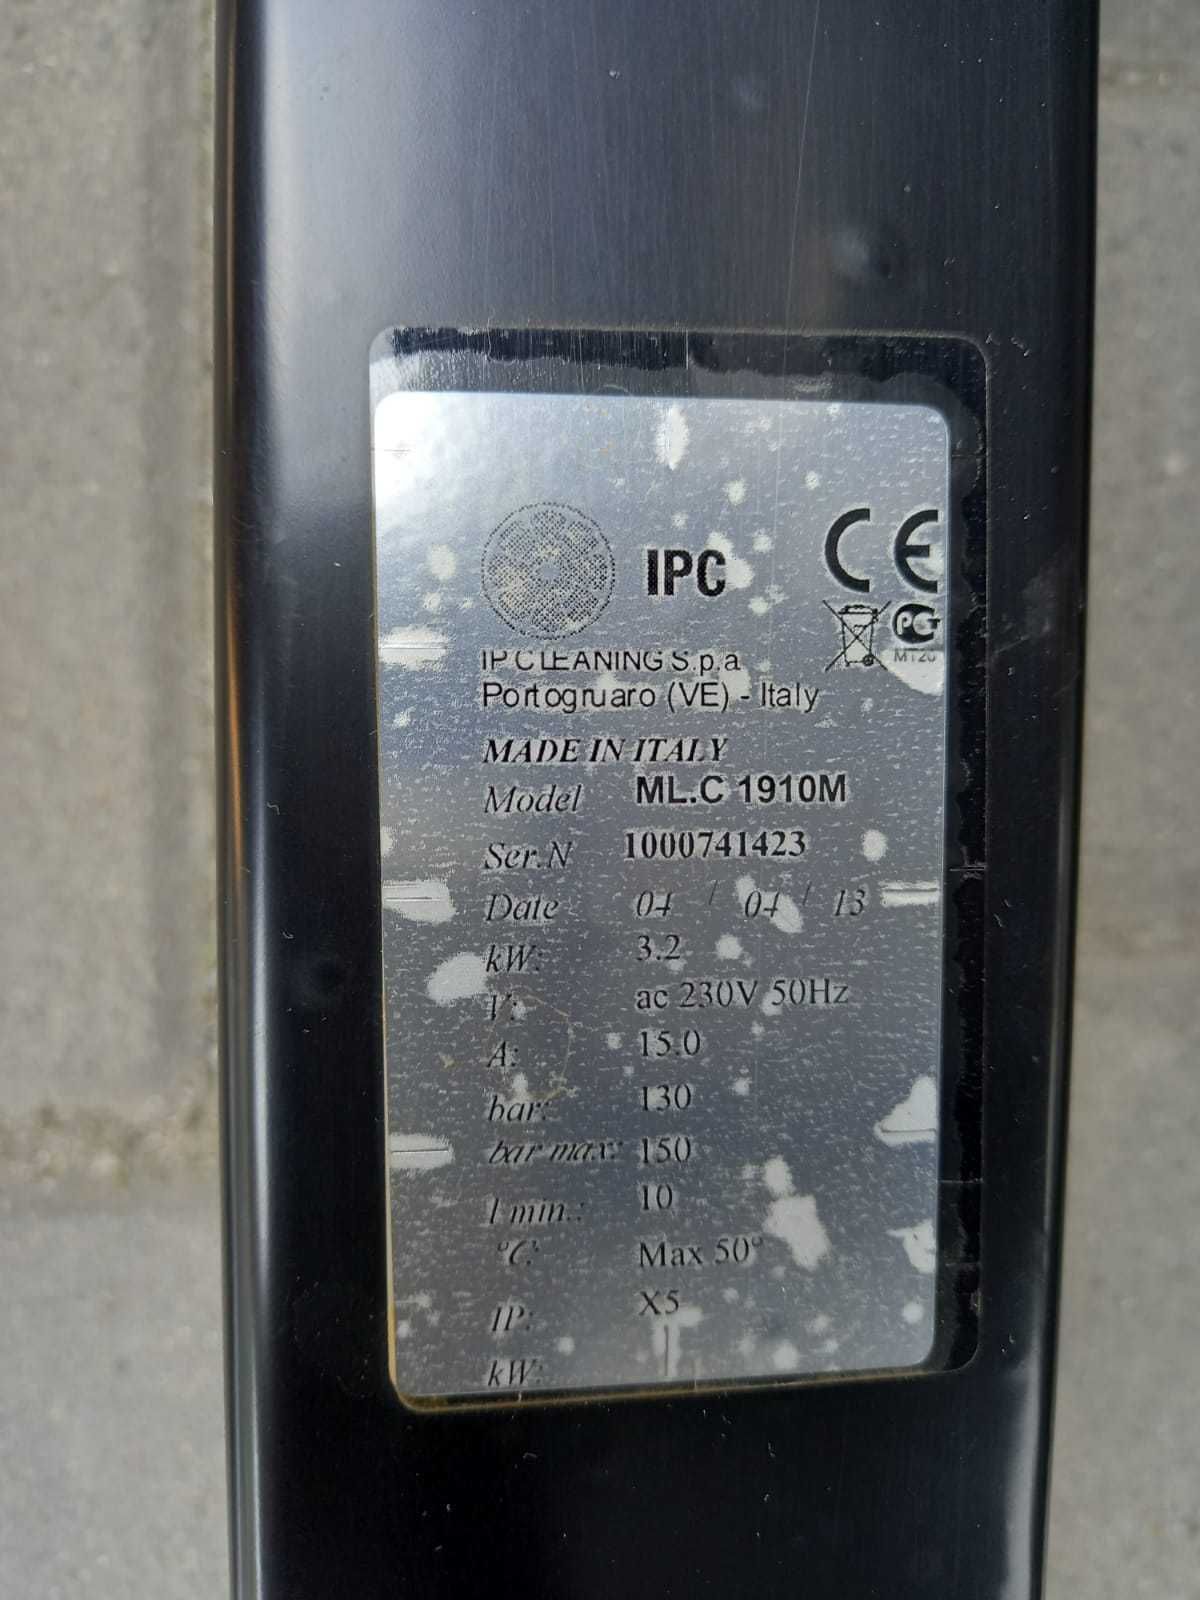 IPC
CE
PCT
MT20
IP CLEANING S.p.a
Portogruaro (VE) - Italy
MADE IN ITALY
Model ML.C 1910M
Ser.N 1000741423
Date 04 / 04 / 13
kW: 3.2
V: ac 230V 50Hz
A: 15.0
bar: 130
bar max: 150
l min.: 10
°C: Max 50°
IP: X5
kW: